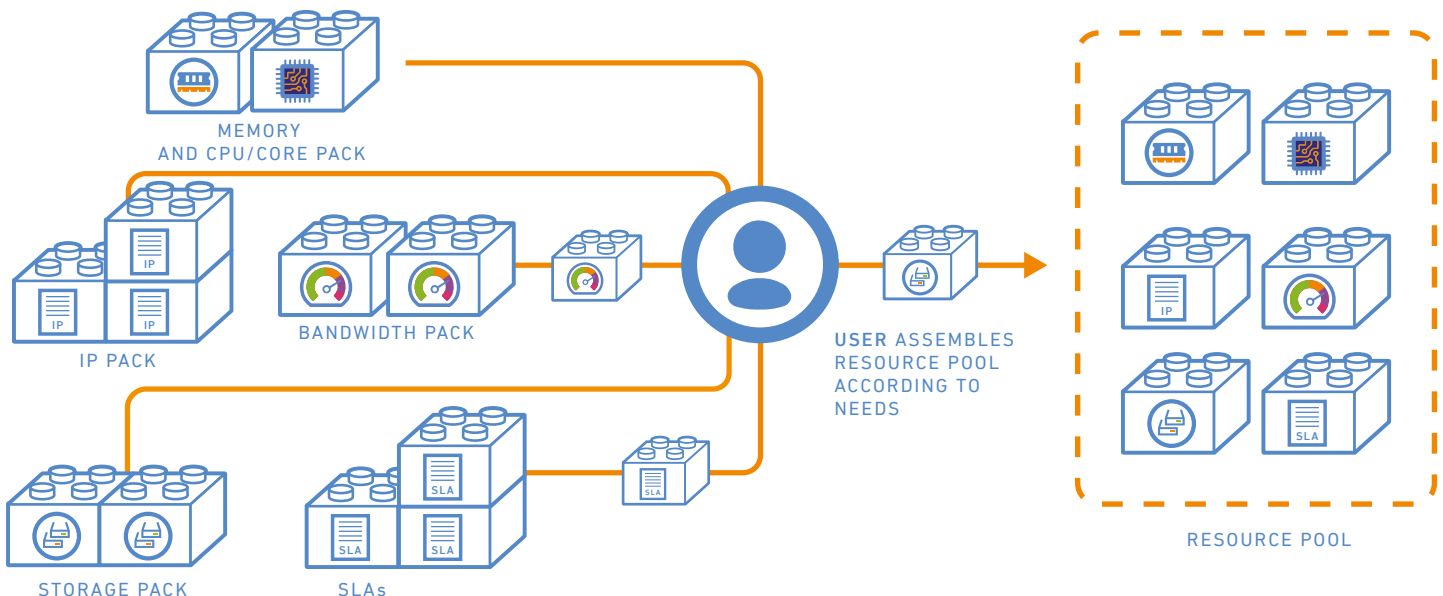 MEMORY
AND CPU/CORE PACK
IP
IP
IP
IP PACK
BANDWIDTH PACK
USER ASSEMBLES
RESOURCE POOL
ACCORDING TO
NEEDS
SLA
SLA
SLA
SLA
STORAGE PACK
SLAs
IP
SLA
RESOURCE POOL